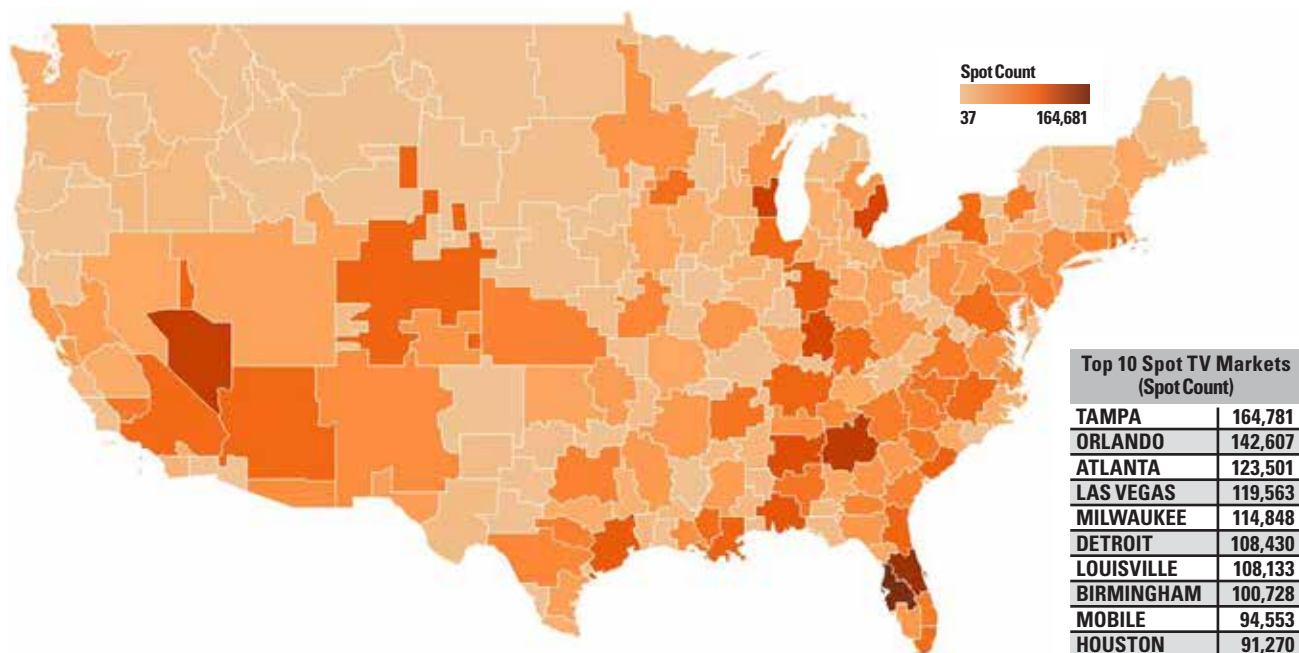 Spot Count
37 164,681
Top 10 Spot TV Markets
(Spot Count)
TAMPA 164,781
ORLANDO 142,607
ATLANTA 123,501
LAS VEGAS 119,563
MILWAUKEE 114,848
DETROIT 108,430
LOUISVILLE 108,133
BIRMINGHAM 100,728
MOBILE 94,553
HOUSTON 91,270